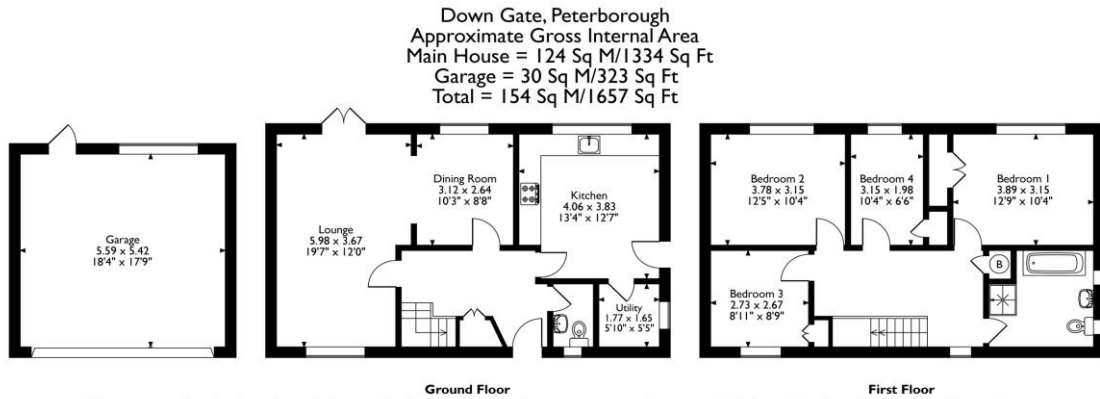 Down Gate, Peterborough
Approximate Gross Internal Area
Main House = 124 Sq M/1334 Sq Ft
Garage = 30 Sq M/323 Sq Ft
Total = 154 Sq M/1657 Sq Ft
Garage
5.59 x 5.42
18'4" x 17'9"
Lounge
5.98 x 3.67
19'7" x 12'0"
Dining Room
3.12 x 2.64
10'3" x 8'8"
Kitchen
4.06 x 3.83
13'4" x 12'7"
Utility
1.77 x 1.65
5'10" x 5'5"
Ground Floor
Bedroom 2
3.78 x 3.15
12'5" x 10'4"
Bedroom 4
3.15 x 1.98
10'4" x 6'6"
Bedroom 1
3.89 x 3.15
12'9" x 10'4"
Bedroom 3
2.73 x 2.67
8'11" x 8'9"
B
First Floor